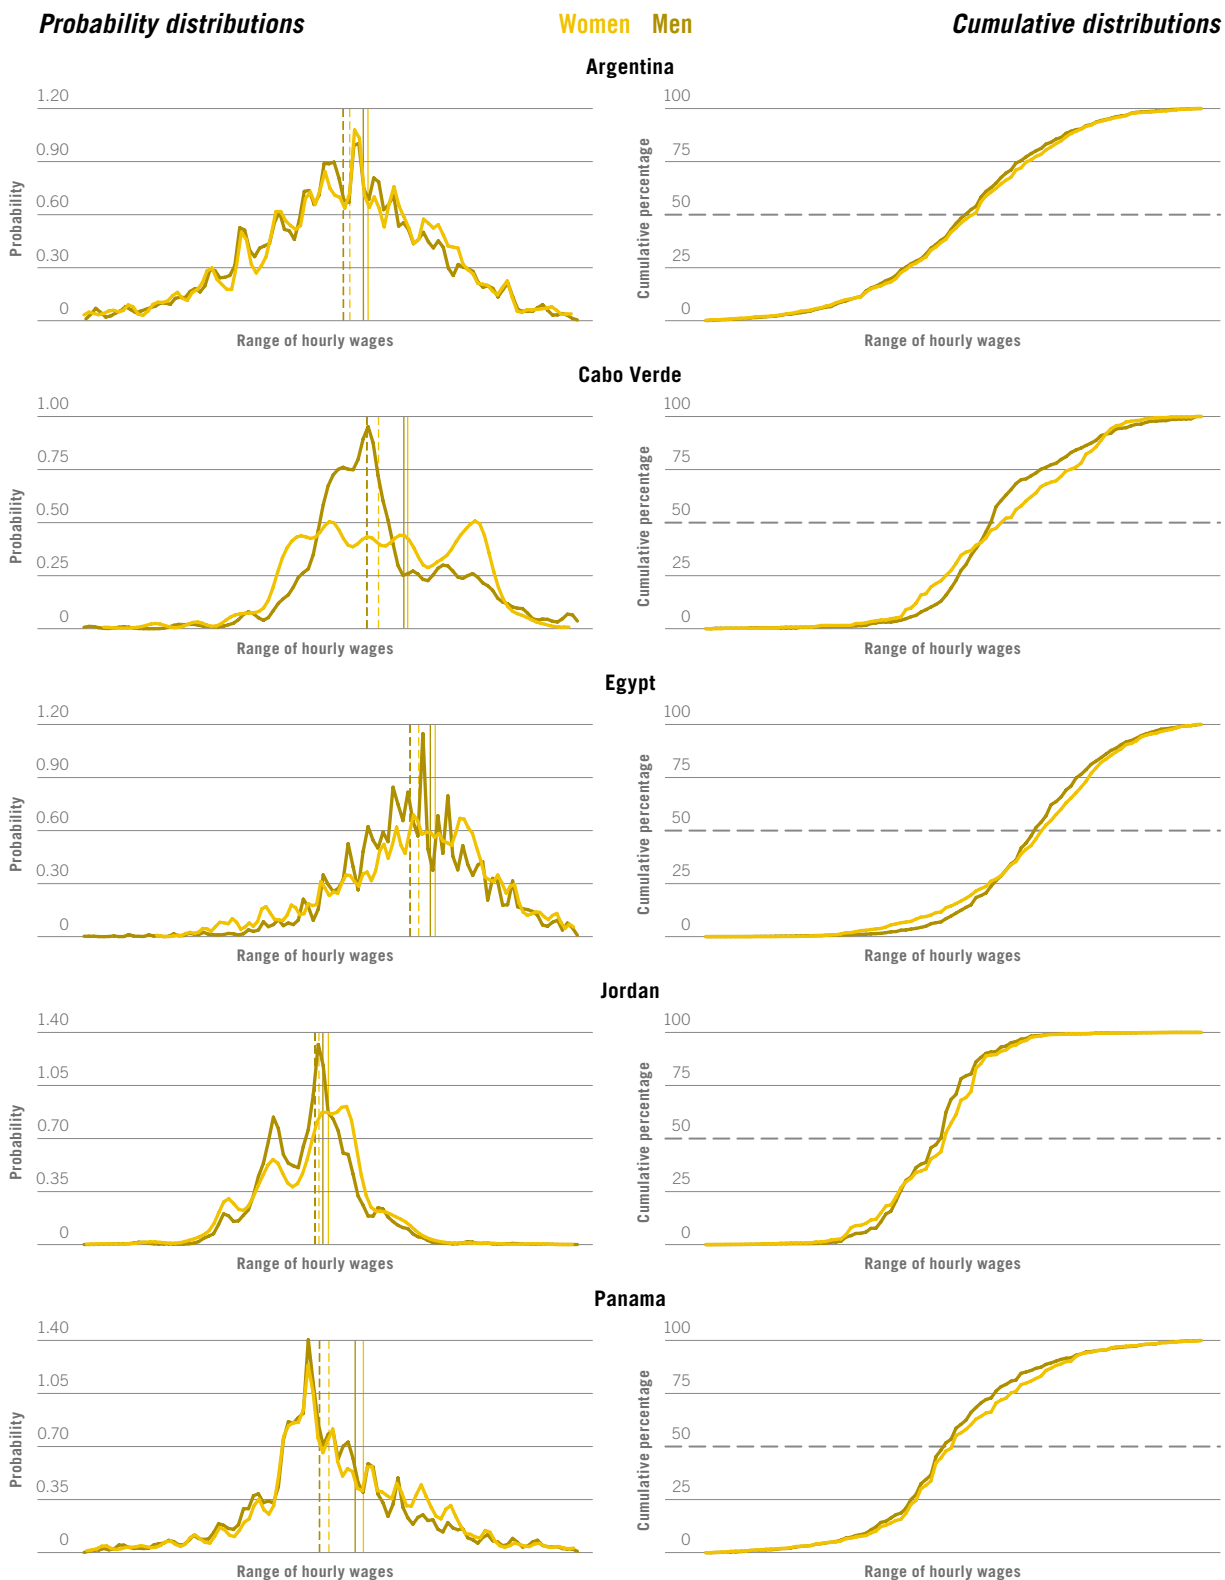 Probability distributions Women Men Cumulative distributions
Argentina
1.20
0.90
0.60
0.30
0
Probability
Range of hourly wages
100
75
50
25
0
Cumulative percentage
Range of hourly wages
Cabo Verde
1.00
0.75
0.50
0.25
0
Probability
Range of hourly wages
100
75
50
25
0
Cumulative percentage
Range of hourly wages
Egypt
1.20
0.90
0.60
0.30
0
Probability
Range of hourly wages
100
75
50
25
0
Cumulative percentage
Range of hourly wages
Jordan
1.40
1.05
0.70
0.35
0
Probability
Range of hourly wages
100
75
50
25
0
Cumulative percentage
Range of hourly wages
Panama
1.40
1.05
0.70
0.35
0
Probability
Range of hourly wages
100
75
50
25
0
Cumulative percentage
Range of hourly wages